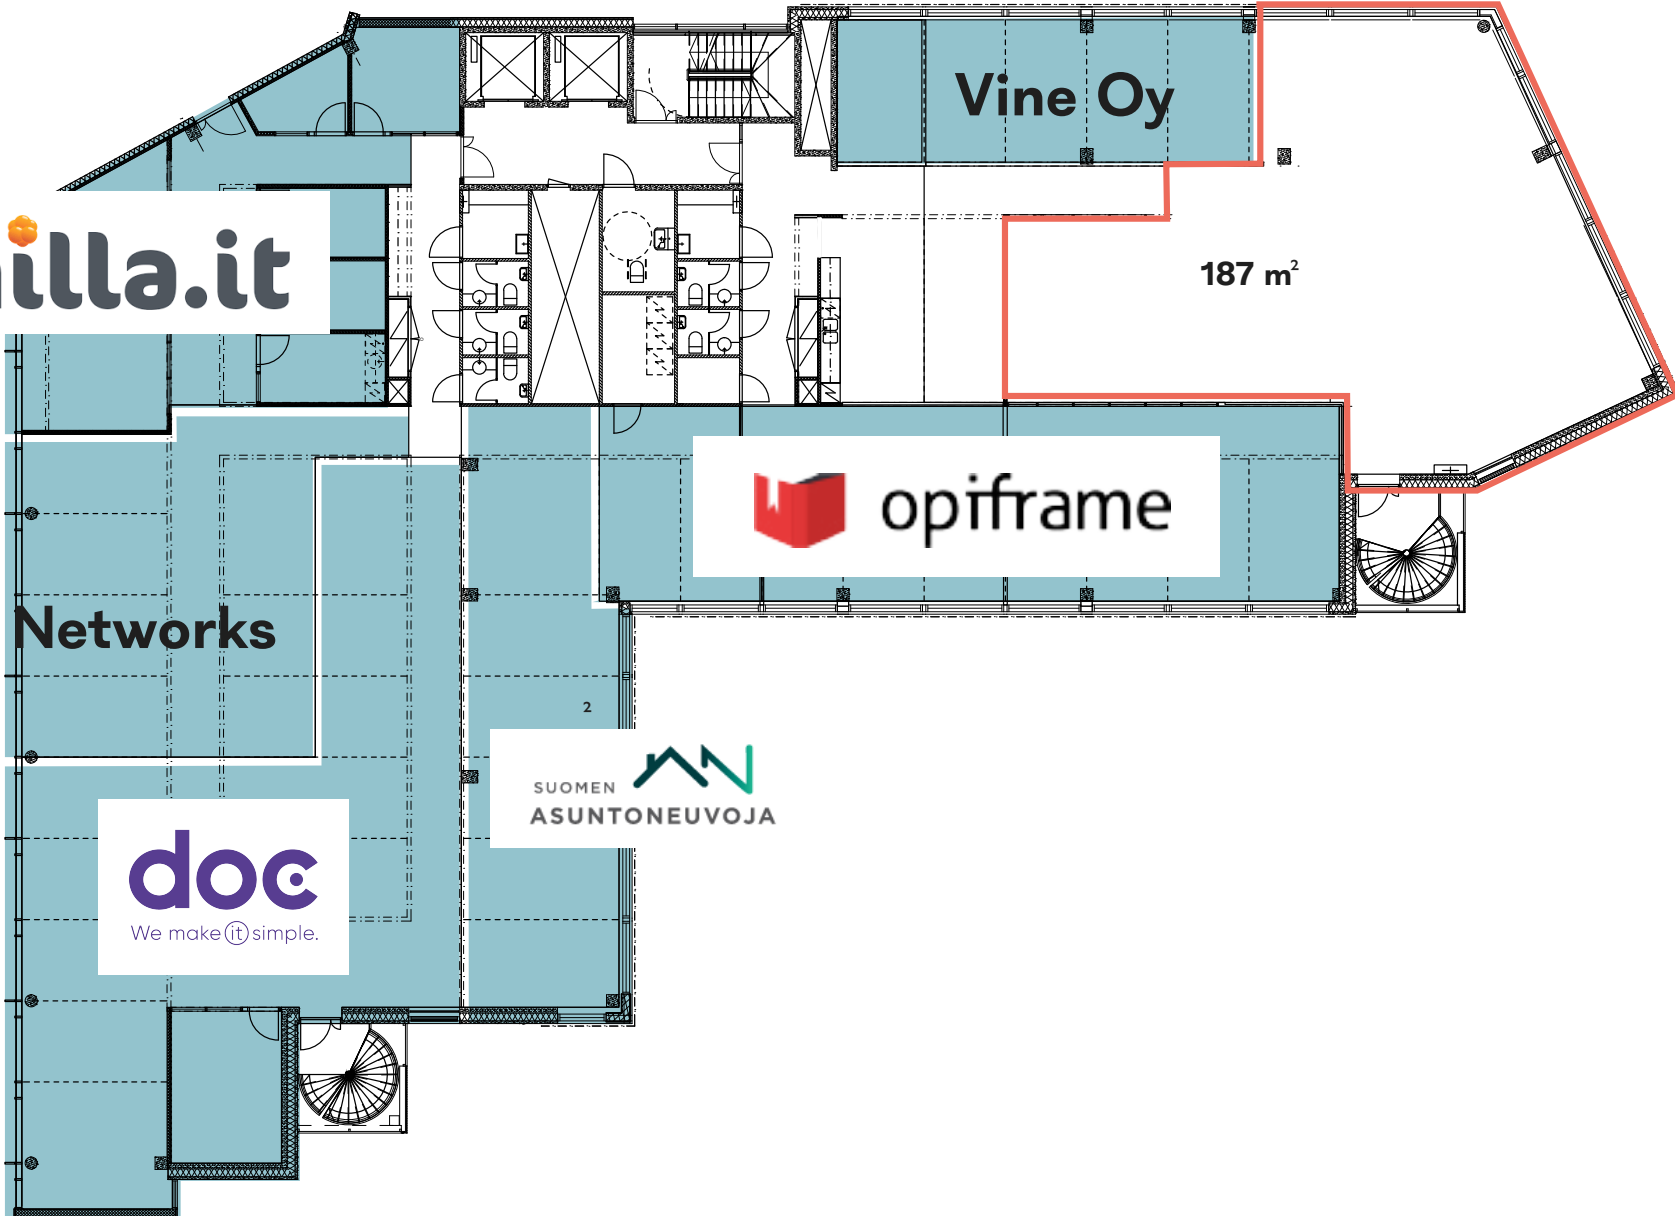 Vine Oy
illa.it
187 m²
opiframe
Networks
2
SUOMEN
ASUNTONEUVOJA
doc
We make it simple.